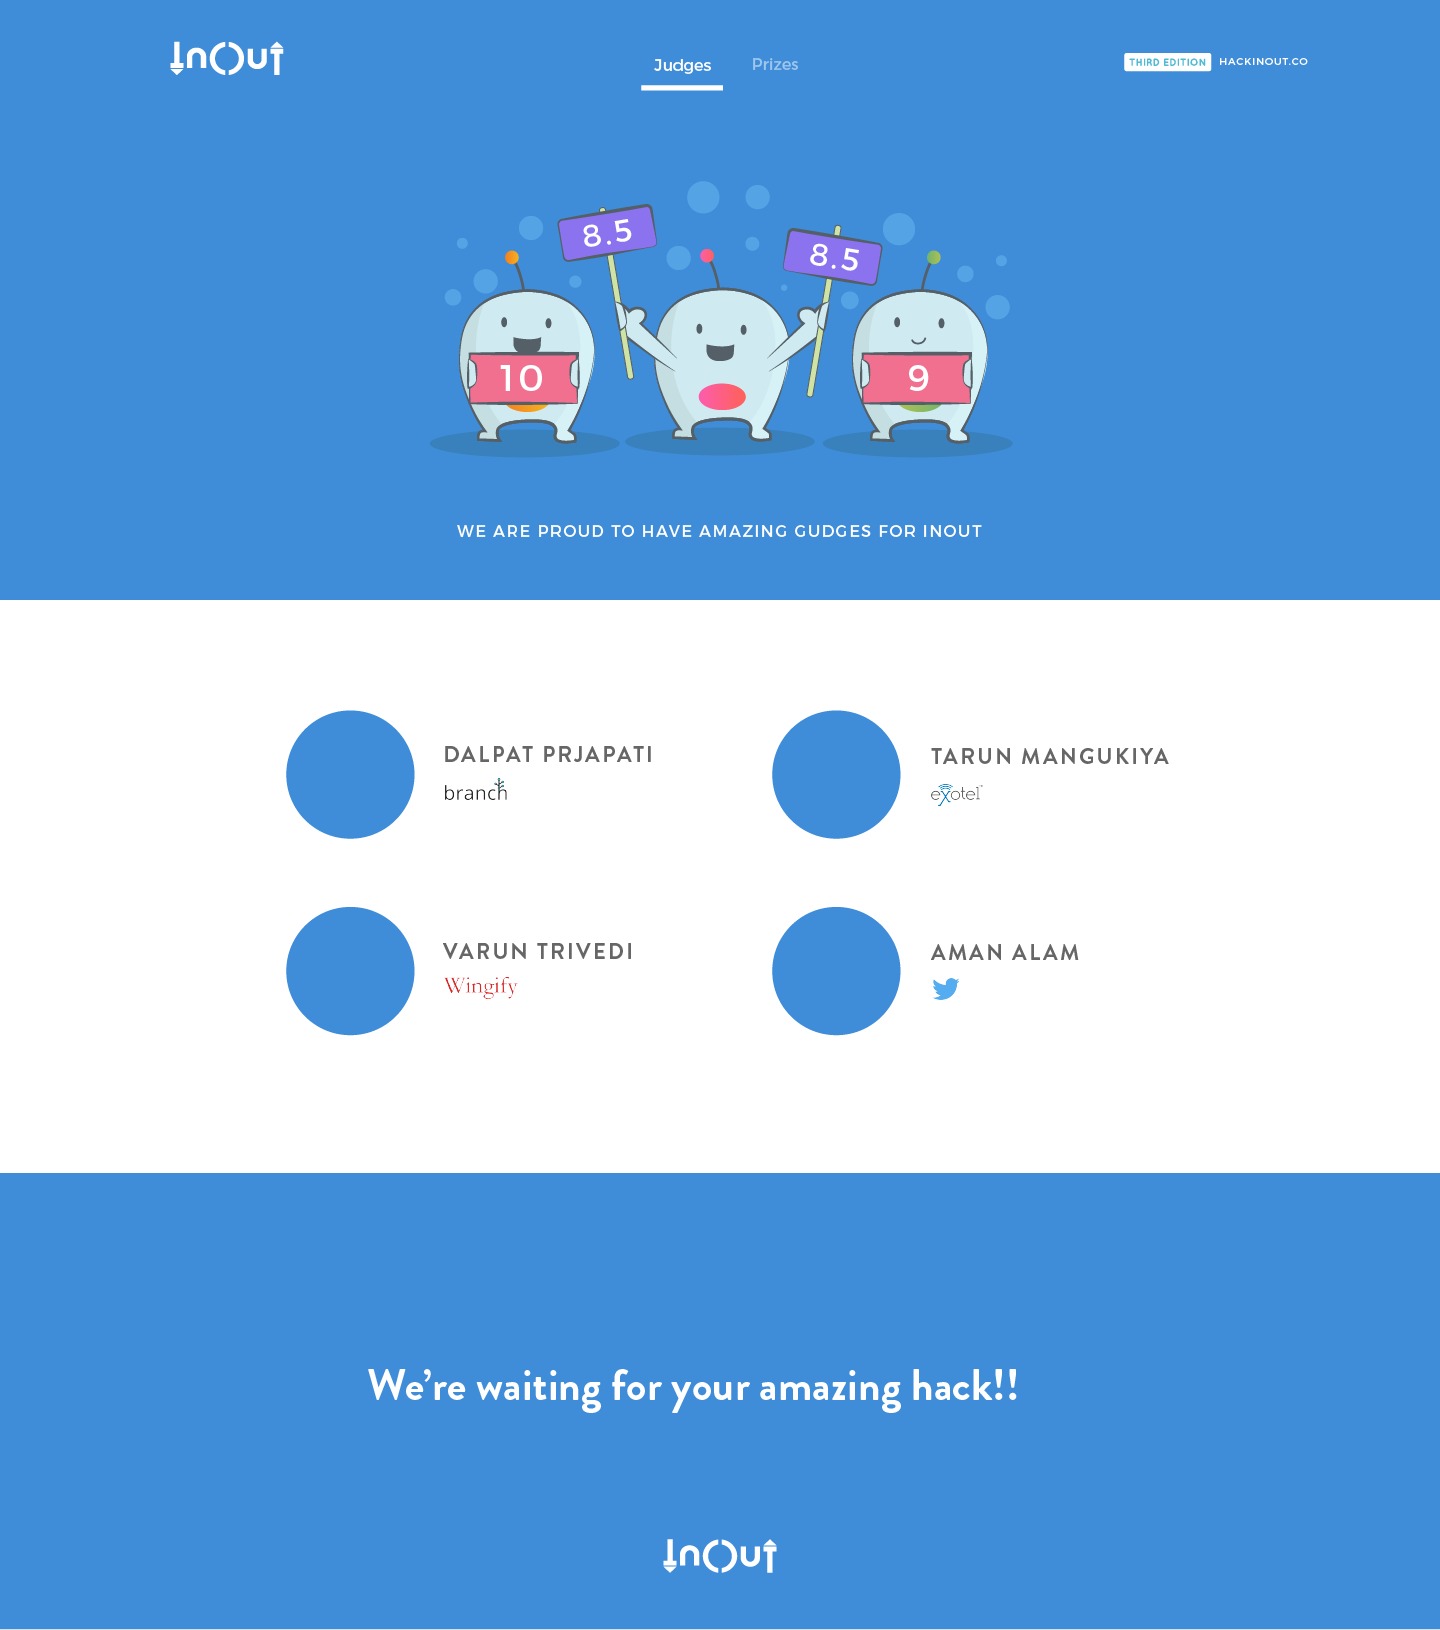 InOut
Judges
Prizes
THIRD EDITION
HACKINOUT.CO
8.5
8.5
10
9
WE ARE PROUD TO HAVE AMAZING GUDGES FOR INOUT
DALPAT PRJAPATI
branch
TARUN MANGUKIYA
exotel
VARUN TRIVEDI
Wingify
AMAN ALAM
We're waiting for your amazing hack!!
InOut